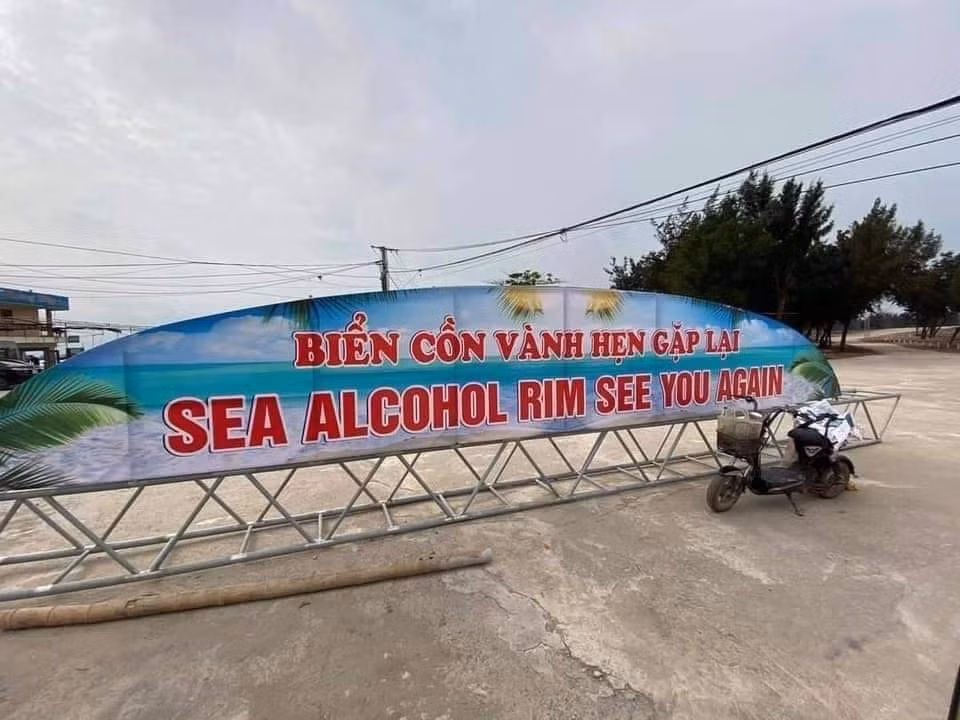 BIỂN CỒN VÀNH HẸN GẶP LẠI
SEA ALCOHOL RIM SEE YOU AGAIN